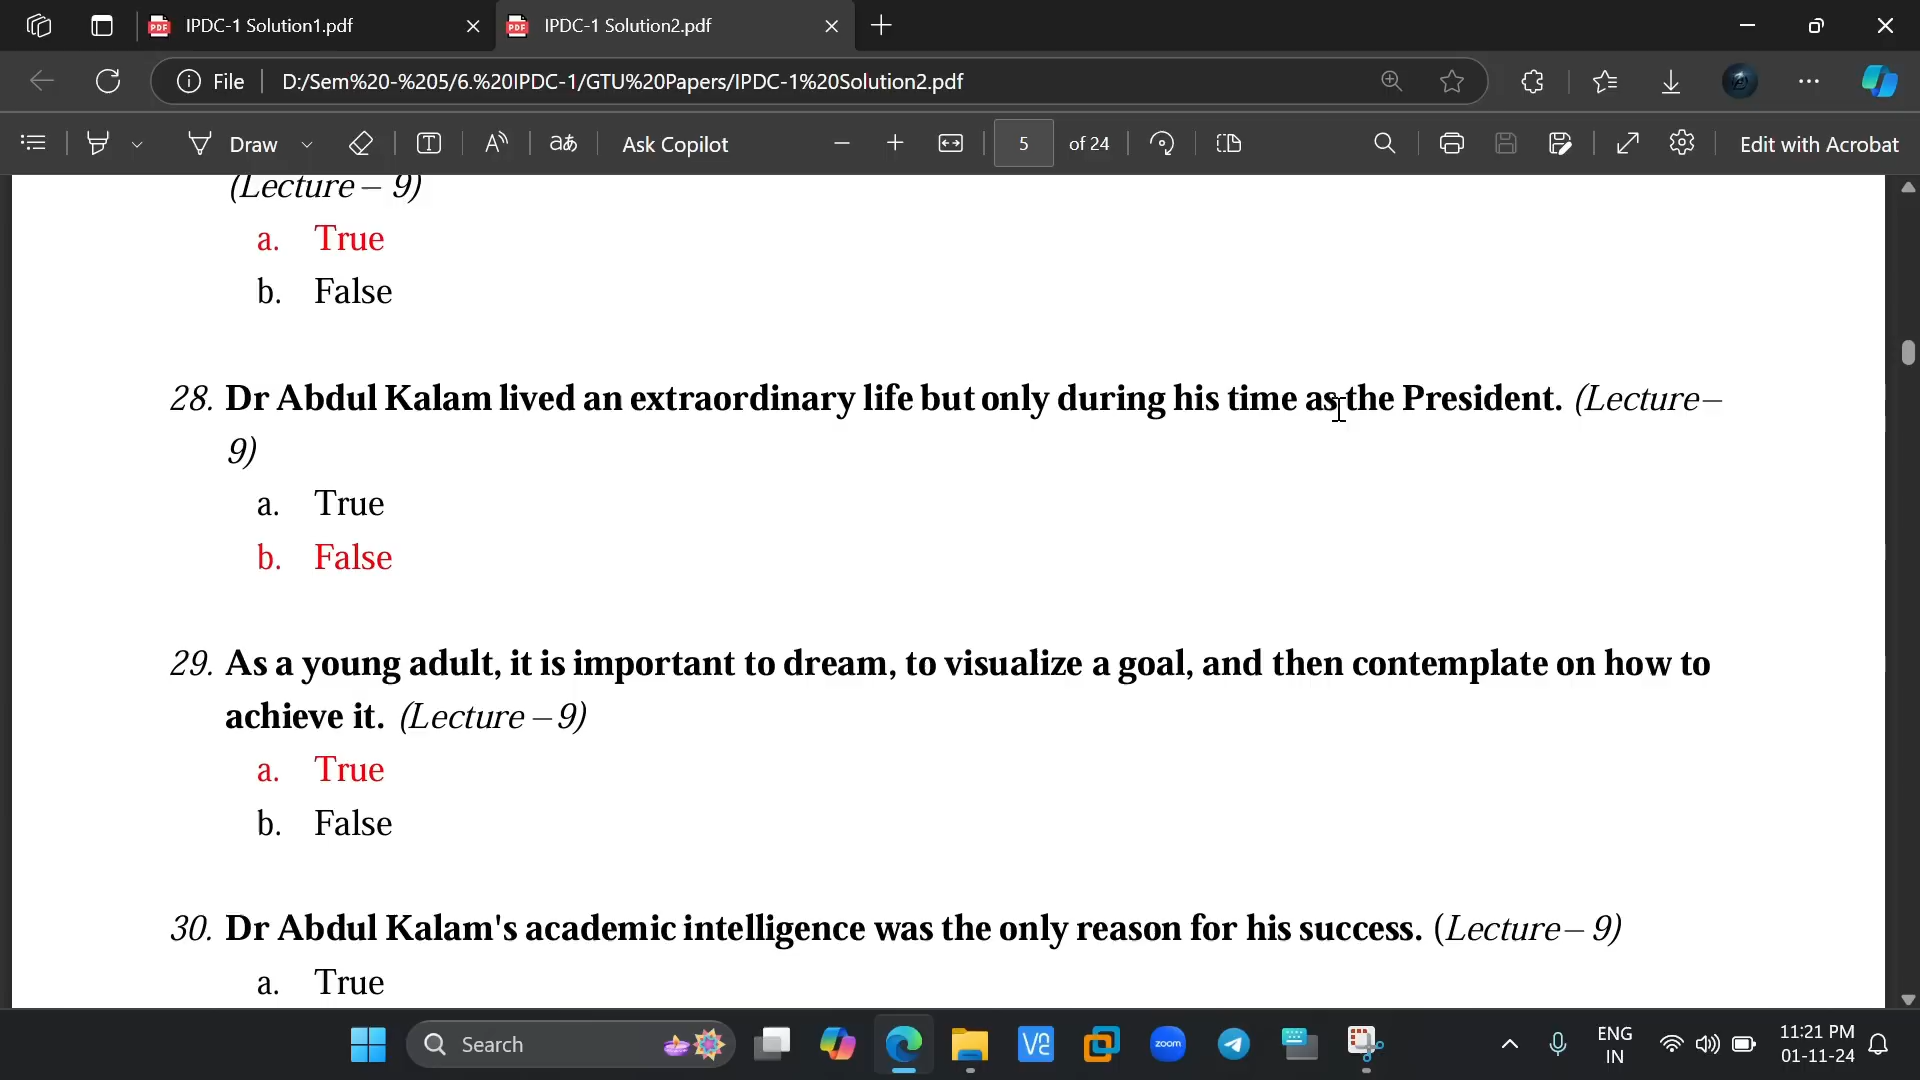 IPDC-1 Solution1.pdf
IPDC-1 Solution2.pdf
File
D:/Sem%20-%205/6.%20IPDC-1/GTU%20Papers/IPDC-1%20Solution2.pdf
Draw
Ask Copilot
5 of 24
Edit with Acrobat
(Lecture – 9)
a. True
b. False
28. Dr Abdul Kalam lived an extraordinary life but only during his time as the President. (Lecture–
9)
a. True
b. False
29. As a young adult, it is important to dream, to visualize a goal, and then contemplate on how to
achieve it. (Lecture – 9)
a. True
b. False
30. Dr Abdul Kalam's academic intelligence was the only reason for his success. (Lecture – 9)
a. True
Search
zoom
ENG
IN
11:21 PM
01-11-24